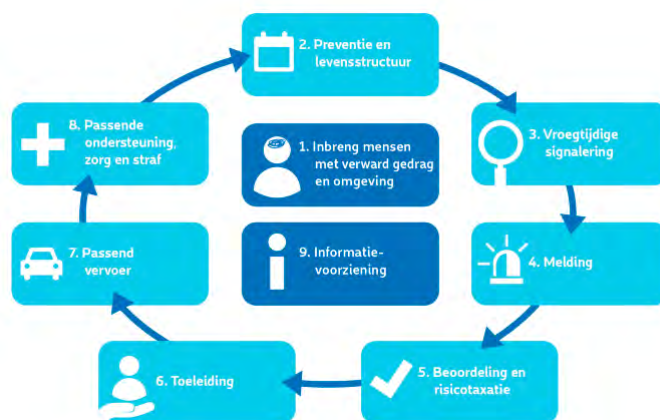 2. Preventie en
levensstructuur
8. Passende
ondersteuning,
zorg en straf
1. Inbreng mensen
met verward gedrag
en omgeving
3. Vroegtijdige
signalering
7. Passend
vervoer
9. Informatie-
voorziening
4. Melding
6. Toeleiding
5. Beoordeling en
risicotaxatie